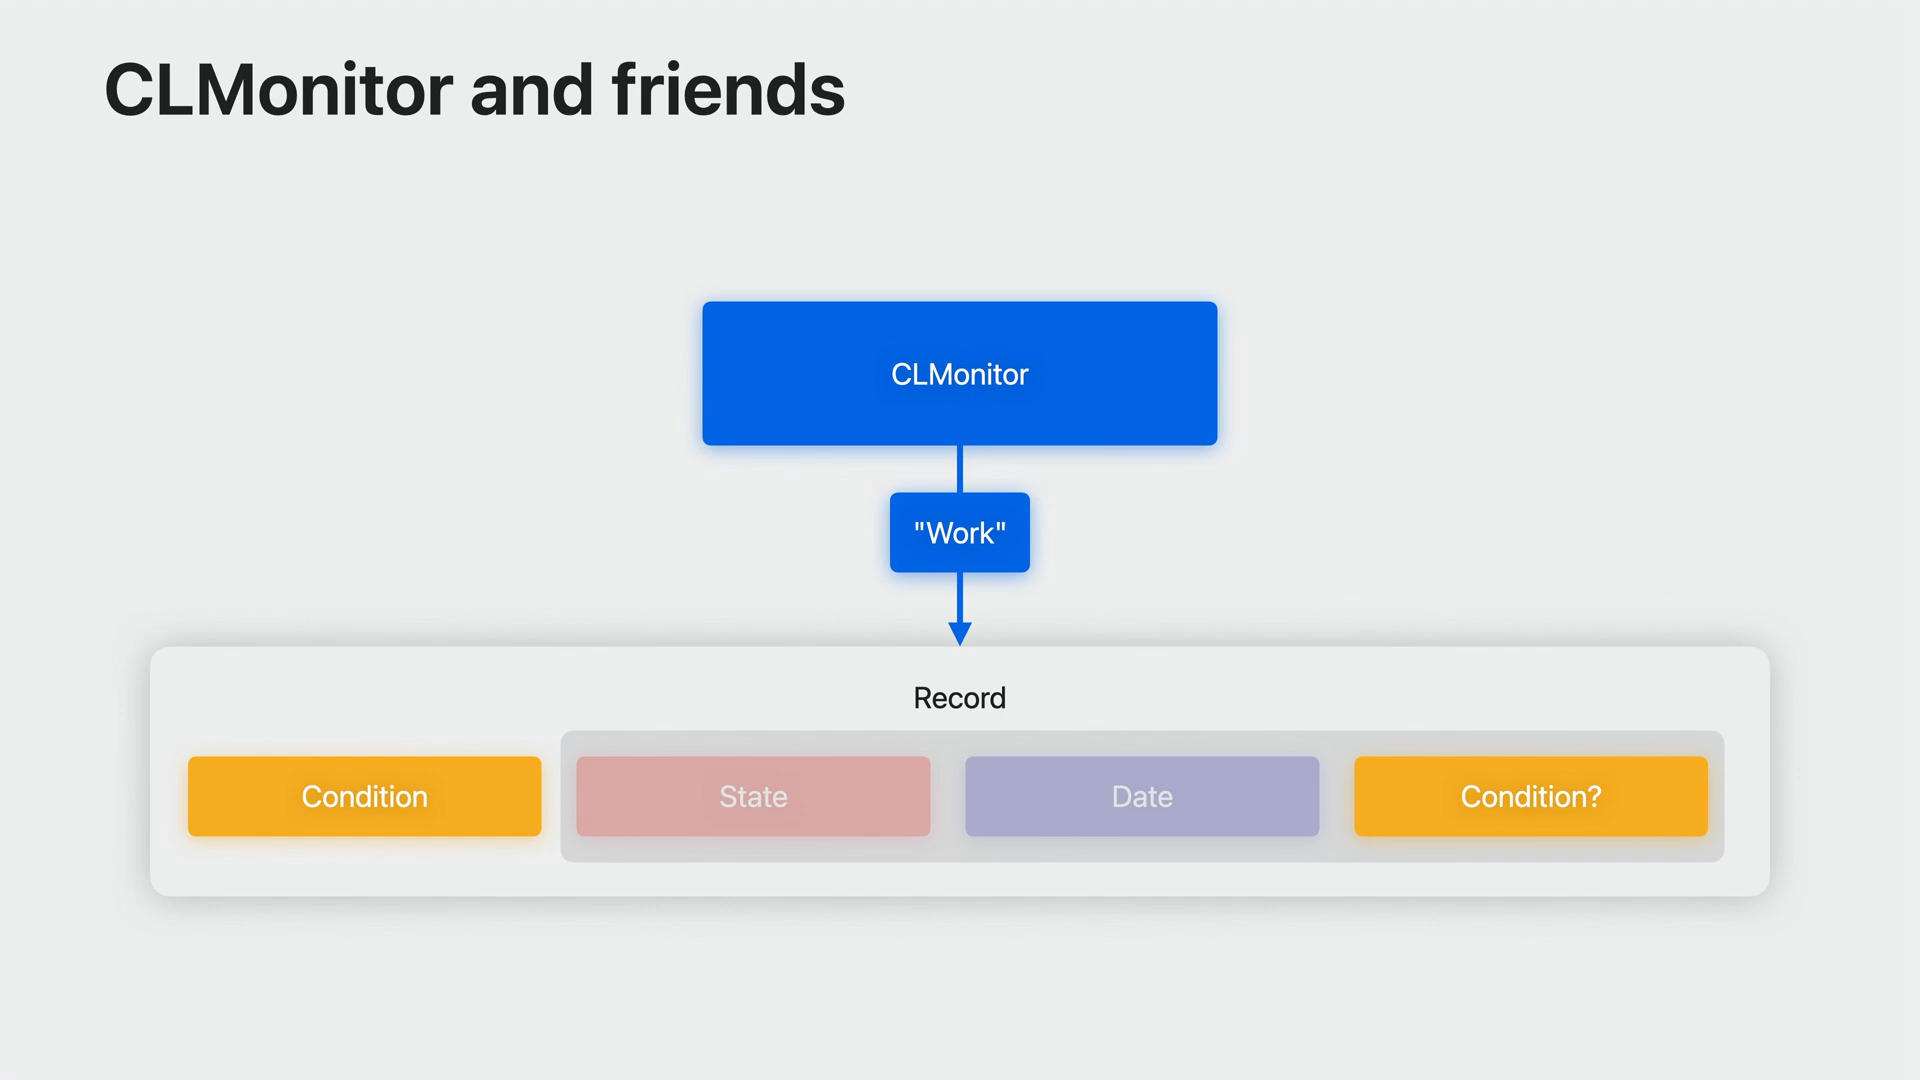 CLMonitor and friends
CLMonitor
"Work"
Record
Condition
State
Date
Condition?